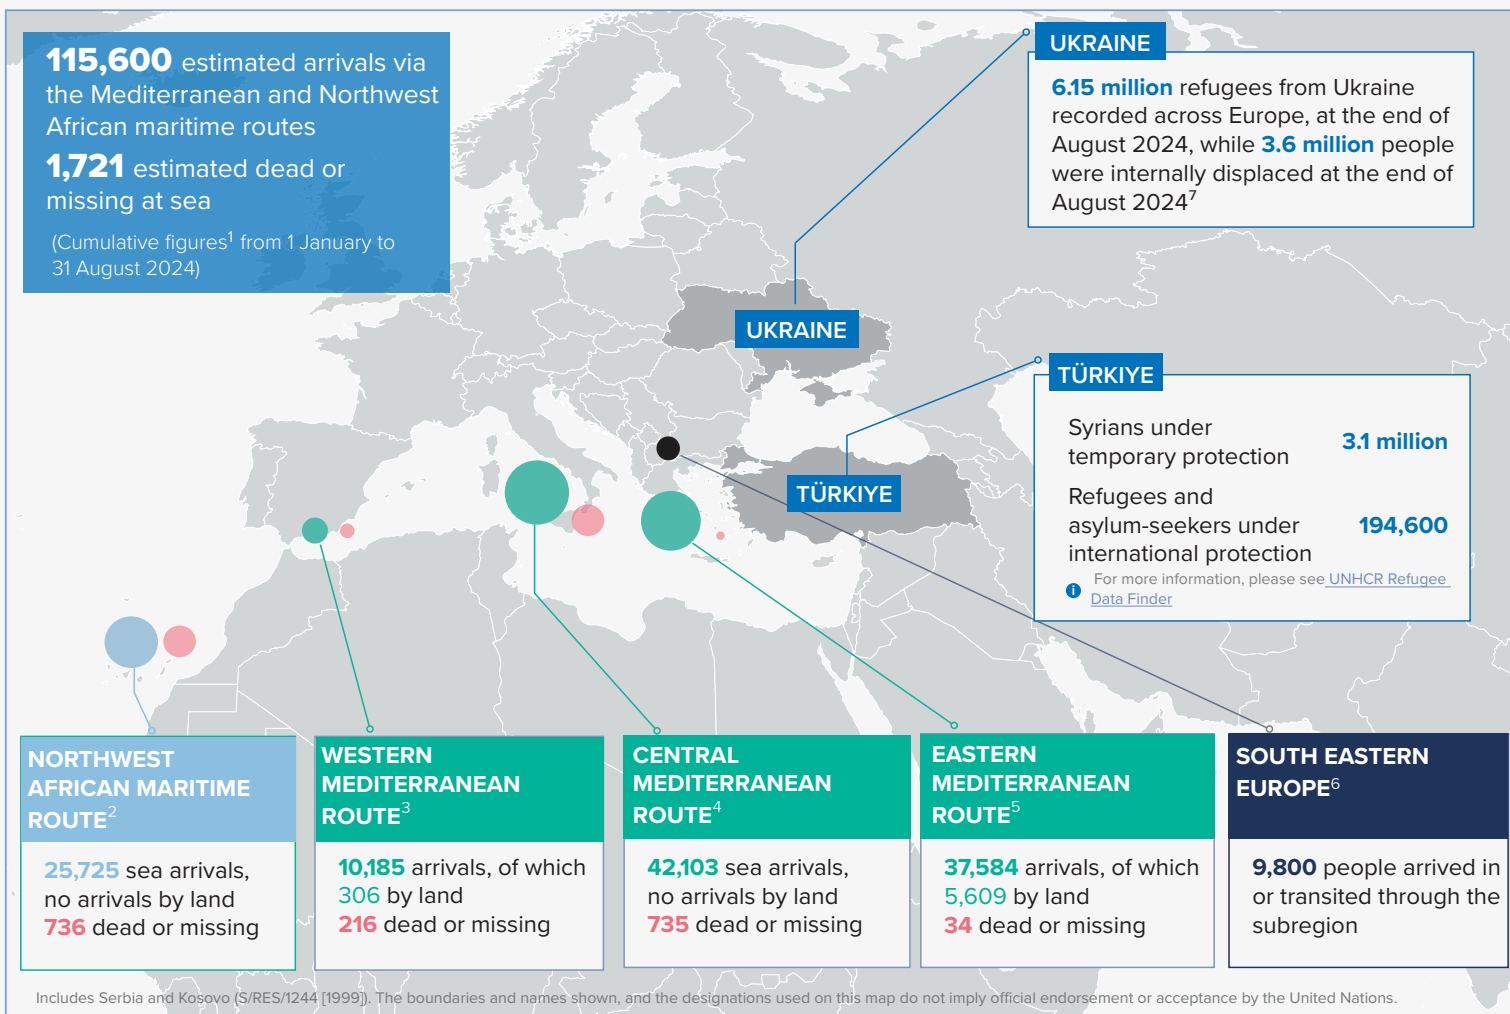 115,600 estimated arrivals via
the Mediterranean and Northwest
African maritime routes
1,721 estimated dead or
missing at sea
(Cumulative figures¹ from 1 January to
31 August 2024)
UKRAINE
6.15 million refugees from Ukraine
recorded across Europe, at the end of
August 2024, while 3.6 million people
were internally displaced at the end of
August 2024⁷
UKRAINE
TÜRKIYE
Syrians under
temporary protection 3.1 million
Refugees and
asylum-seekers under 194,600
international protection
For more information, please see UNHCR Refugee
Data Finder
TÜRKIYE
NORTHWEST
AFRICAN MARITIME
ROUTE²
25,725 sea arrivals,
no arrivals by land
736 dead or missing
WESTERN
MEDITERRANEAN
ROUTE³
10,185 arrivals, of which
306 by land
216 dead or missing
CENTRAL
MEDITERRANEAN
ROUTE⁴
42,103 sea arrivals,
no arrivals by land
735 dead or missing
EASTERN
MEDITERRANEAN
ROUTE⁵
37,584 arrivals, of which
5,609 by land
34 dead or missing
SOUTH EASTERN
EUROPE⁶
9,800 people arrived in
or transited through the
subregion
Includes Serbia and Kosovo (S/RES/1244 [1999]). The boundaries and names shown, and the designations used on this map do not imply official endorsement or acceptance by the United Nations.